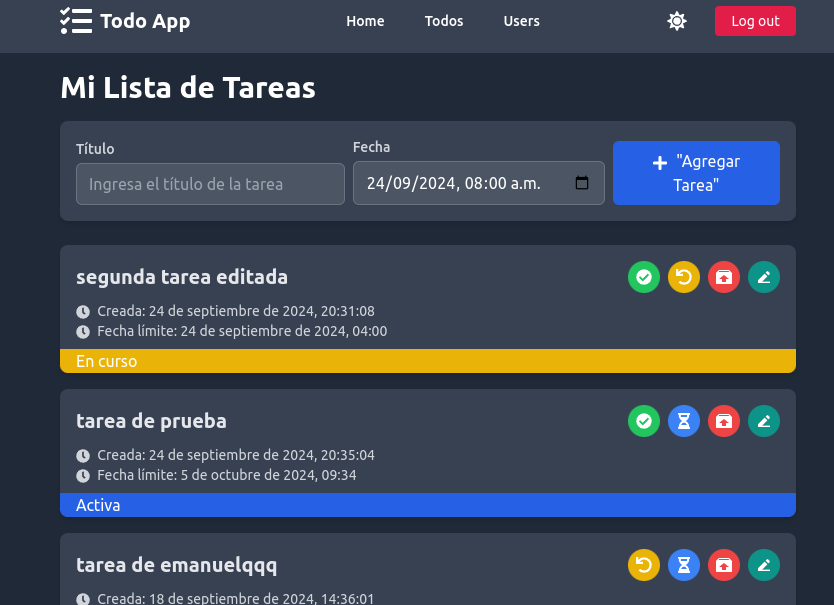 Todo App
Home Todos Users
Log out
Mi Lista de Tareas
Título
Fecha
Ingresa el título de la tarea
24/09/2024, 08:00 a.m.
"Agregar
Tarea"
segunda tarea editada
Creada: 24 de septiembre de 2024, 20:31:08
Fecha límite: 24 de septiembre de 2024, 04:00
En curso
tarea de prueba
Creada: 24 de septiembre de 2024, 20:35:04
Fecha límite: 5 de octubre de 2024, 09:34
Activa
tarea de emanuelqqq
Creada: 18 de septiembre de 2024, 14:36:01